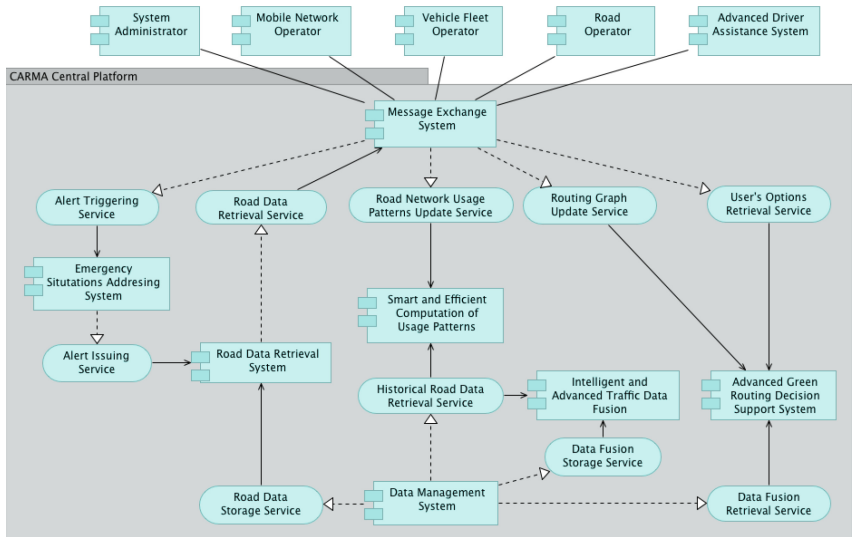 System
Administrator
Mobile Network
Operator
Vehicle Fleet
Operator
Road
Operator
Advanced Driver
Assistance System
CARMA Central Platform
Message Exchange
System
Alert Triggering
Service
Road Data
Retrieval Service
Road Network Usage
Patterns Update Service
Routing Graph
Update Service
User's Options
Retrieval Service
Emergency
Situtations Addresing
System
Smart and Efficient
Computation of
Usage Patterns
Alert Issuing
Service
Road Data Retrieval
System
Historical Road Data
Retrieval Service
Intelligent and
Advanced Traffic Data
Fusion
Advanced Green
Routing Decision
Support System
Data Fusion
Storage Service
Road Data
Storage Service
Data Management
System
Data Fusion
Retrieval Service